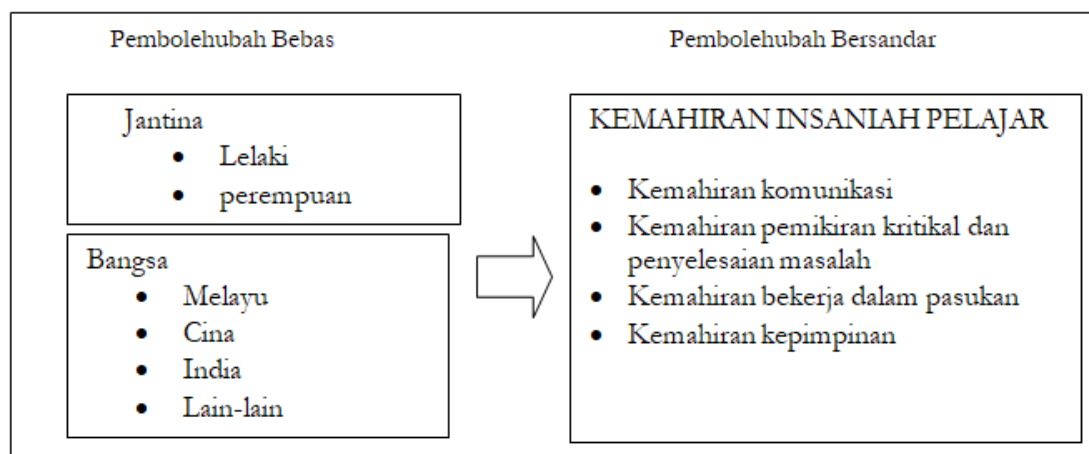 Pembolehubah Bebas
Pembolehubah Bersandar
Jantina
• Lelaki
• perempuan
Bangsa
• Melayu
• Cina
• India
• Lain-lain
KEMAHIRAN INSANIAH PELAJAR
• Kemahiran komunikasi
• Kemahiran pemikiran kritikal dan
penyelesaian masalah
• Kemahiran bekerja dalam pasukan
• Kemahiran kepimpinan